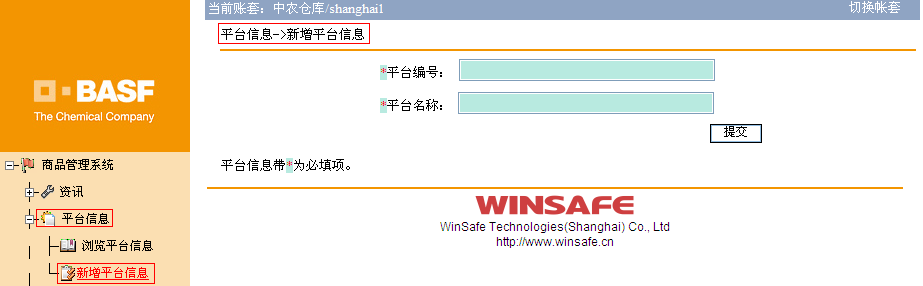 当前账套：中农仓库/shanghai1
切换帐套
BASF
The Chemical Company
商品管理系统
资讯
平台信息
浏览平台信息
新增平台信息
平台信息->新增平台信息
*平台编号：
*平台名称：
提交
平台信息带*为必填项。
WINSAFE
WinSafe Technologies(Shanghai) Co., Ltd
http://www.winsafe.cn